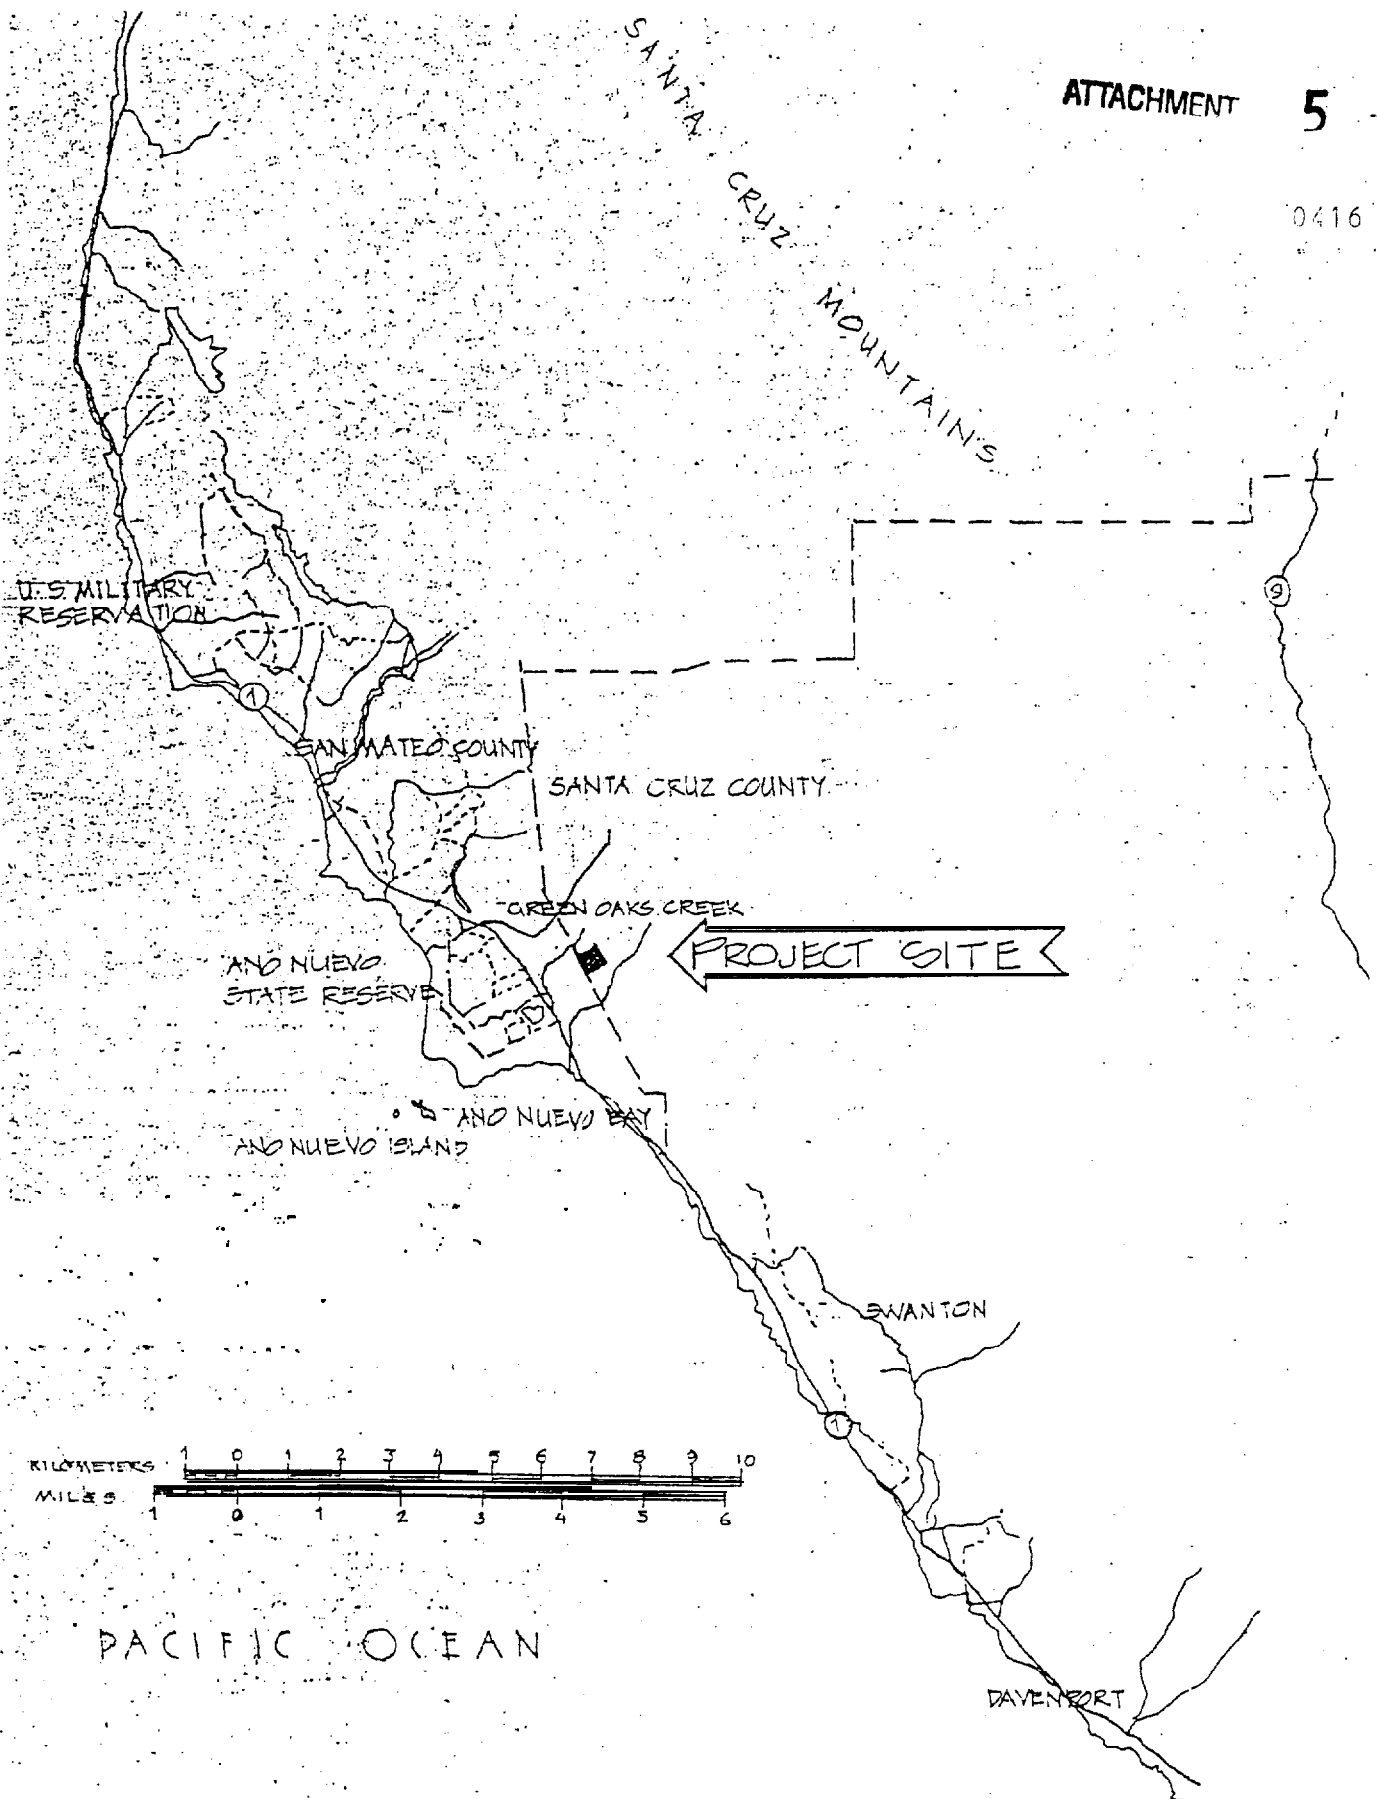 ATTACHMENT 5
0416
SANTA CRUZ MOUNTAINS
9
U.S MILITARY
RESERVATION
1
SAN MATEO COUNTY
SANTA CRUZ COUNTY
GREEN OAKS CREEK
PROJECT SITE
ANO NUEVO
STATE RESERVE
ANO NUEVO BAY
ANO NUEVO ISLAND
SWANTON
1
KILOMETERS 1 0 1 2 3 4 5 6 7 8 9 10
MILES 1 0 1 2 3 4 5 6
PACIFIC OCEAN
DAVENPORT